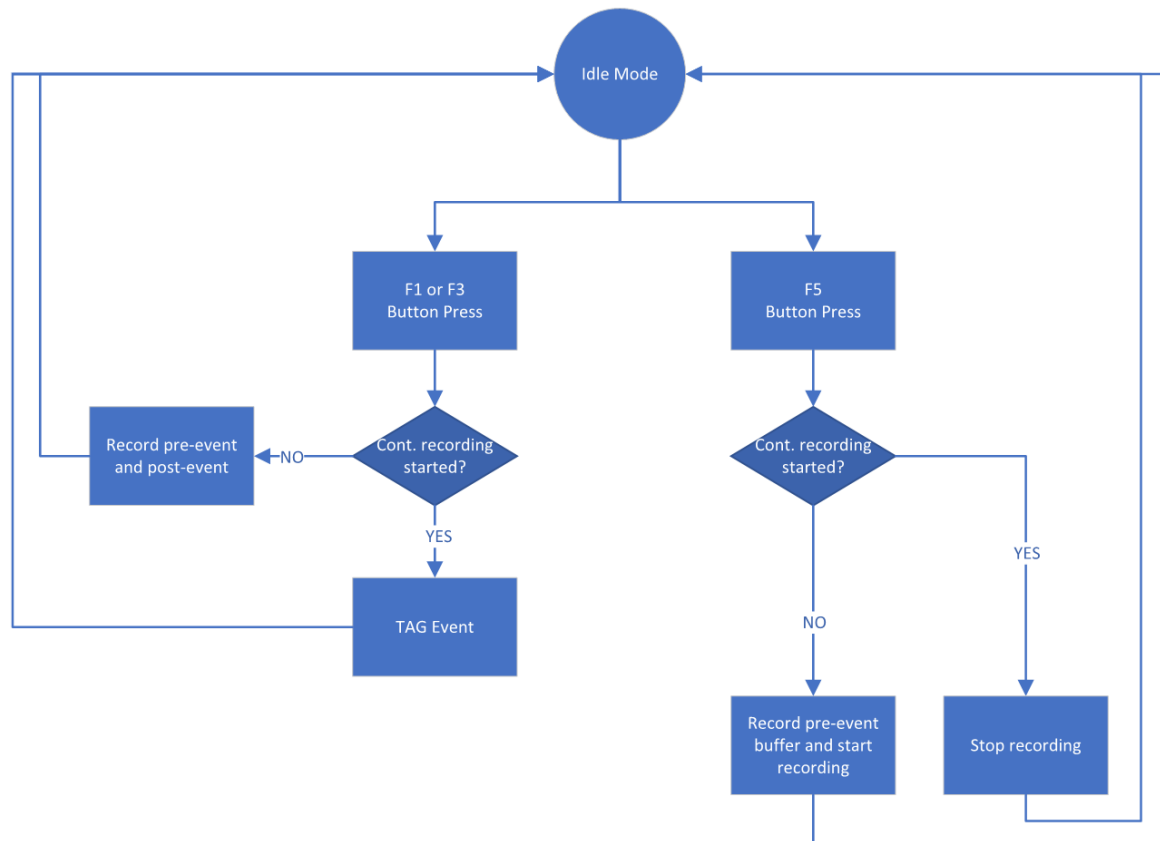 Idle Mode
F1 or F3
Button Press
F5
Button Press
Record pre-event
and post-event
NO
Cont. recording
started?
Cont. recording
started?
YES
YES
TAG Event
NO
Record pre-event
buffer and start
recording
Stop recording